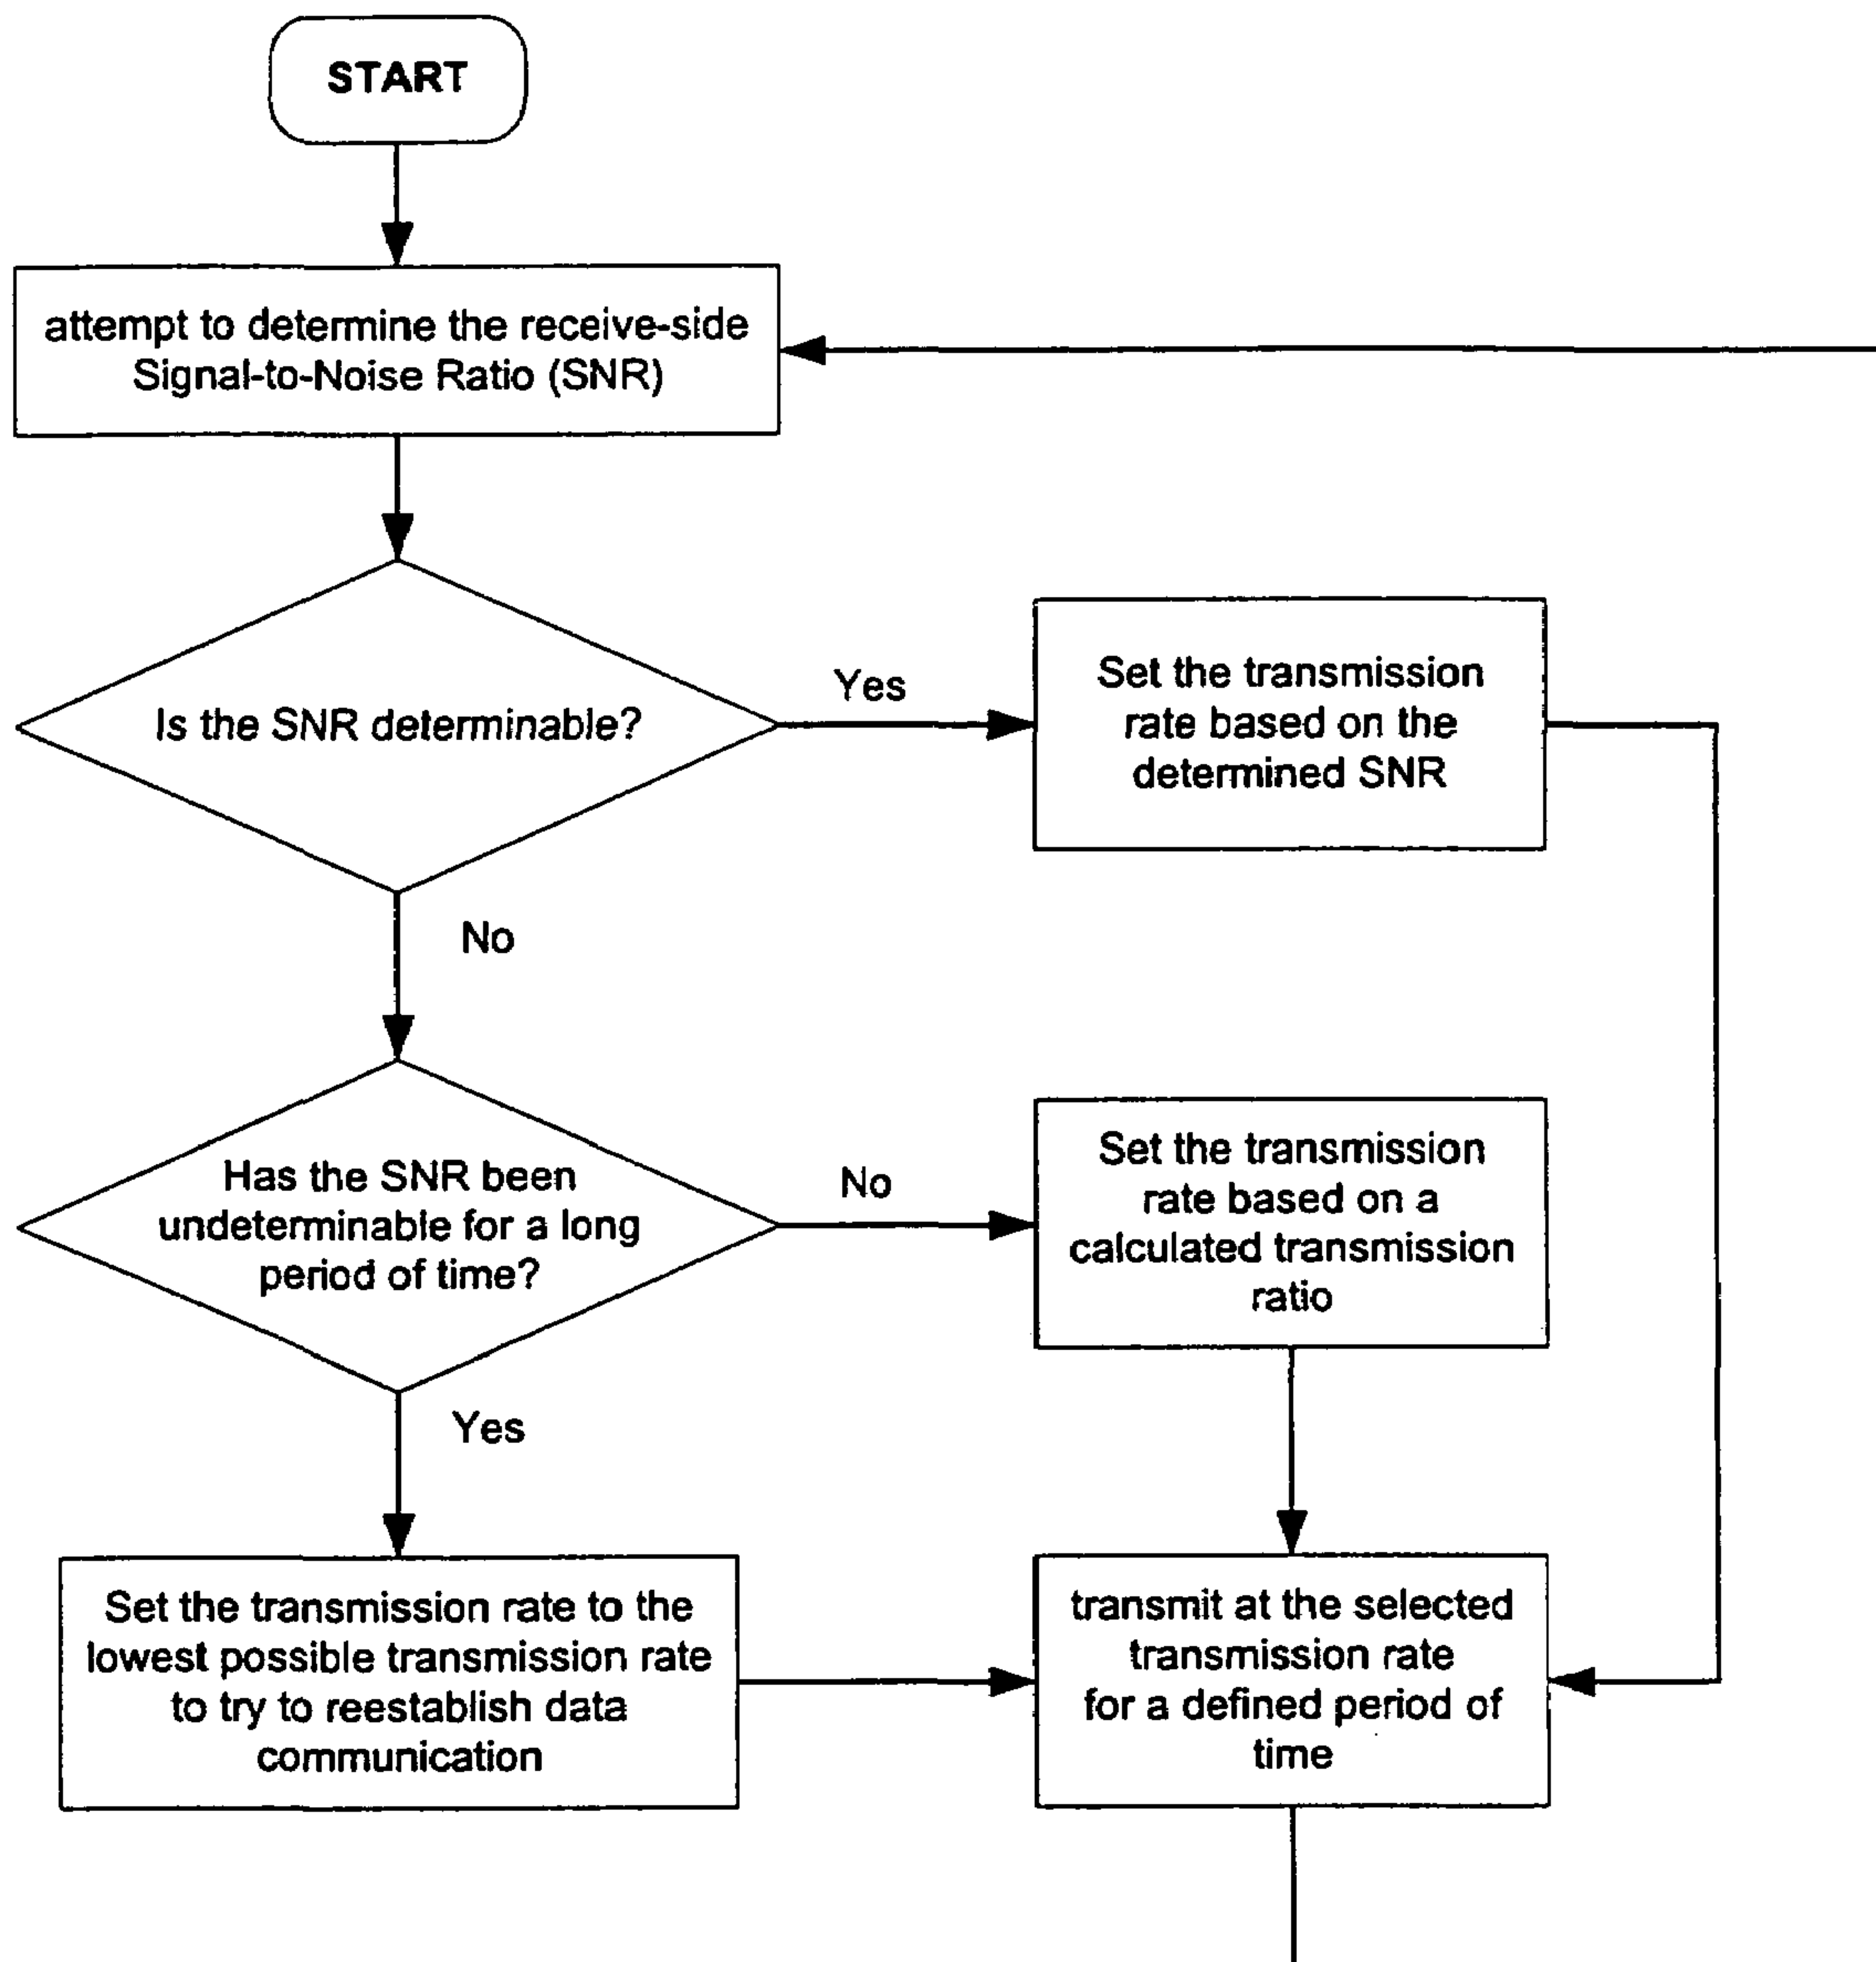 START
attempt to determine the receive-side
Signal-to-Noise Ratio (SNR)
Is the SNR determinable?
Yes
Set the transmission
rate based on the
determined SNR
No
Has the SNR been
undeterminable for a long
period of time?
No
Set the transmission
rate based on a
calculated transmission
ratio
Yes
Set the transmission rate to the
lowest possible transmission rate
to try to reestablish data
communication
transmit at the selected
transmission rate
for a defined period of
time